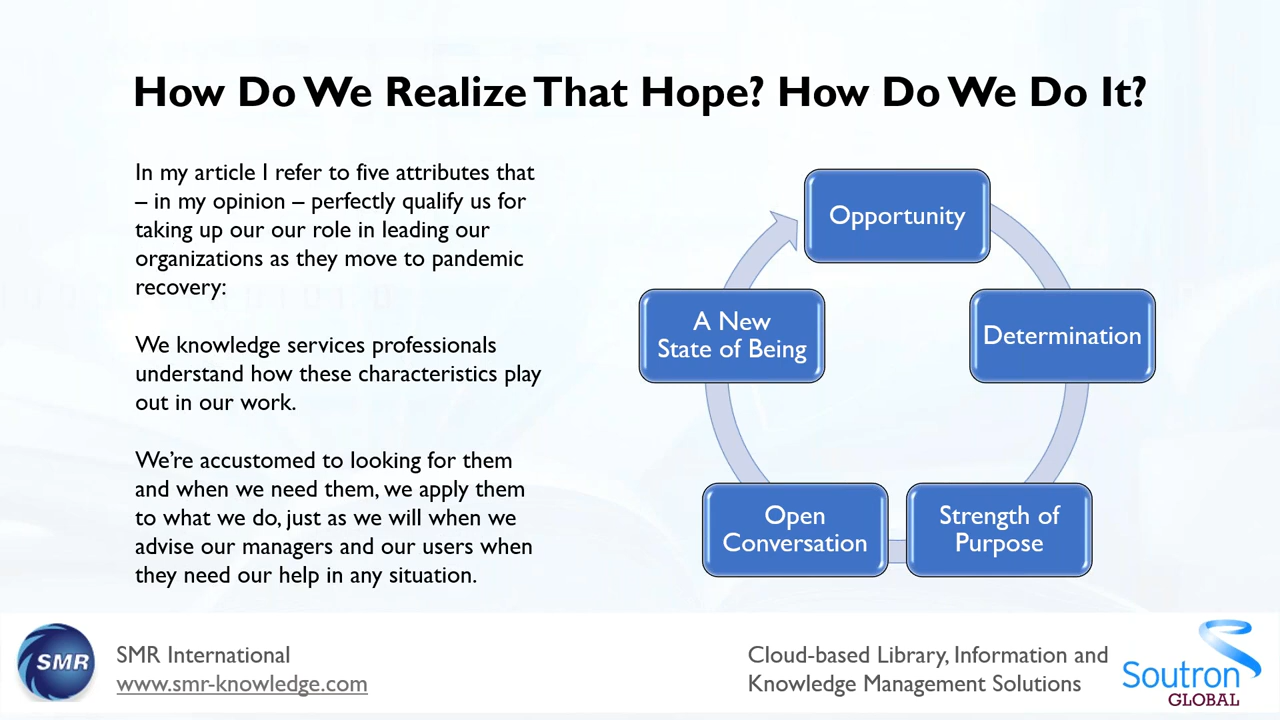 How Do We Realize That Hope? How Do We Do It?
In my article I refer to five attributes that
– in my opinion – perfectly qualify us for
taking up our our role in leading our
organizations as they move to pandemic
recovery:
We knowledge services professionals
understand how these characteristics play
out in our work.
We're accustomed to looking for them
and when we need them, we apply them
to what we do, just as we will when we
advise our managers and our users when
they need our help in any situation.
Opportunity
Determination
Strength of
Purpose
Open
Conversation
A New
State of Being
SMR
SMR International
www.smr-knowledge.com
Cloud-based Library, Information and
Knowledge Management Solutions
Soutron
GLOBAL